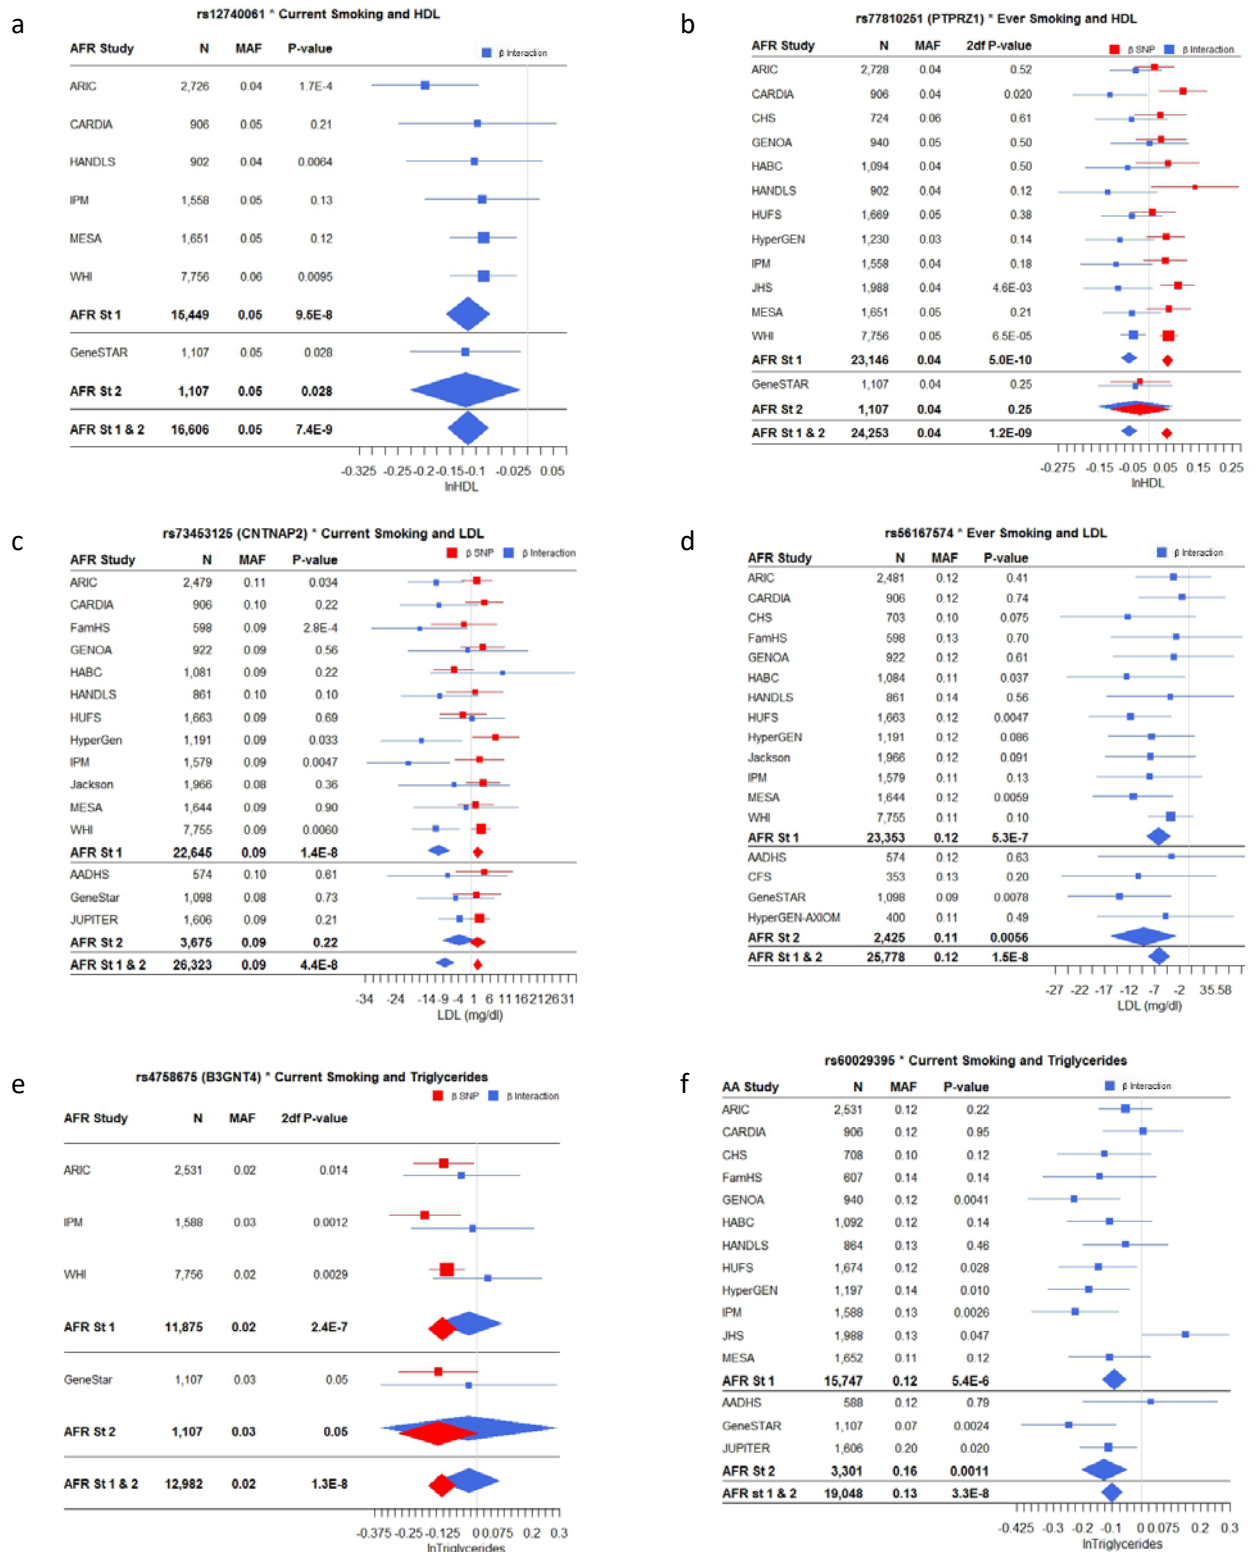 a
rs12740061 * Current Smoking and HDL
AFR Study N MAF P-value β Interaction
ARIC 2,726 0.04 1.7E-4
CARDIA 906 0.05 0.21
HANDLS 902 0.04 0.0064
IPM 1,558 0.05 0.13
MESA 1,651 0.05 0.12
WHI 7,756 0.06 0.0095
AFR St 1 15,449 0.05 9.5E-8
GeneSTAR 1,107 0.05 0.028
AFR St 2 1,107 0.05 0.028
AFR St 1 & 2 16,606 0.05 7.4E-9
-0.325 -0.2 -0.15 -0.1 -0.025 0.05
lnHDL
b
rs77810251 (PTPRZ1) * Ever Smoking and HDL
AFR Study N MAF 2df P-value β SNP β Interaction
ARIC 2,728 0.04 0.52
CARDIA 906 0.04 0.020
CHS 724 0.06 0.61
GENOA 940 0.05 0.50
HABC 1,094 0.04 0.50
HANDLS 902 0.04 0.12
HUFS 1,669 0.05 0.38
HyperGEN 1,230 0.03 0.14
IPM 1,558 0.04 0.18
JHS 1,988 0.04 4.6E-03
MESA 1,651 0.05 0.21
WHI 7,756 0.05 6.5E-05
AFR St 1 23,146 0.04 5.0E-10
GeneSTAR 1,107 0.04 0.25
AFR St 2 1,107 0.04 0.25
AFR St 1 & 2 24,253 0.04 1.2E-09
-0.275 -0.15 -0.05 0.05 0.15 0.25
lnHDL
c
rs73453125 (CNTNAP2) * Current Smoking and LDL
AFR Study N MAF P-value β SNP β Interaction
ARIC 2,479 0.11 0.034
CARDIA 906 0.10 0.22
FamHS 598 0.09 2.8E-4
GENOA 922 0.09 0.56
HABC 1,081 0.09 0.22
HANDLS 861 0.10 0.10
HUFS 1,663 0.09 0.69
HyperGen 1,191 0.09 0.033
IPM 1,579 0.09 0.0047
Jackson 1,966 0.08 0.36
MESA 1,644 0.09 0.90
WHI 7,755 0.09 0.0060
AFR St 1 22,645 0.09 1.4E-8
AADHS 574 0.10 0.61
GeneStar 1,098 0.08 0.73
JUPITER 1,606 0.09 0.21
AFR St 2 3,675 0.09 0.22
AFR St 1 & 2 26,323 0.09 4.4E-8
-34 -24 -14 -9 -4 1 6 11 16 21 26 31
LDL (mg/dl)
d
rs56167574 * Ever Smoking and LDL
AFR Study N MAF P-value β Interaction
ARIC 2,481 0.12 0.41
CARDIA 906 0.12 0.74
CHS 703 0.10 0.075
FamHS 598 0.13 0.70
GENOA 922 0.12 0.61
HABC 1,084 0.11 0.037
HANDLS 861 0.14 0.56
HUFS 1,663 0.12 0.0047
HyperGEN 1,191 0.12 0.086
Jackson 1,966 0.12 0.091
IPM 1,579 0.11 0.13
MESA 1,644 0.12 0.0059
WHI 7,755 0.11 0.10
AFR St 1 23,353 0.12 5.3E-7
AADHS 574 0.12 0.63
CFS 353 0.13 0.20
GeneSTAR 1,098 0.09 0.0078
HyperGEN-AXIOM 400 0.11 0.49
AFR St 2 2,425 0.11 0.0056
AFR St 1 & 2 25,778 0.12 1.5E-8
-27 -22 -17 -12 -7 -2 35.58
LDL (mg/dl)
e
rs4758675 (B3GNT4) * Current Smoking and Triglycerides
β SNP β Interaction
AFR Study N MAF 2df P-value
ARIC 2,531 0.02 0.014
IPM 1,588 0.03 0.0012
WHI 7,756 0.02 0.0029
AFR St 1 11,875 0.02 2.4E-7
GeneStar 1,107 0.03 0.05
AFR St 2 1,107 0.03 0.05
AFR St 1 & 2 12,982 0.02 1.3E-8
-0.375 -0.25 -0.125 0 0.075 0.2 0.3
lnTriglycerides
f
rs60029395 * Current Smoking and Triglycerides
AA Study N MAF P-value β Interaction
ARIC 2,531 0.12 0.22
CARDIA 906 0.12 0.95
CHS 708 0.10 0.12
FamHS 607 0.14 0.14
GENOA 940 0.12 0.0041
HABC 1,092 0.12 0.14
HANDLS 864 0.13 0.46
HUFS 1,674 0.12 0.028
HyperGEN 1,197 0.14 0.010
IPM 1,588 0.13 0.0026
JHS 1,988 0.13 0.047
MESA 1,652 0.11 0.12
AFR St 1 15,747 0.12 5.4E-6
AADHS 588 0.12 0.79
GeneSTAR 1,107 0.07 0.0024
JUPITER 1,606 0.20 0.020
AFR St 2 3,301 0.16 0.0011
AFR st 1 & 2 19,048 0.13 3.3E-8
-0.425 -0.3 -0.2 -0.1 0 0.075 0.2 0.3
lnTriglycerides